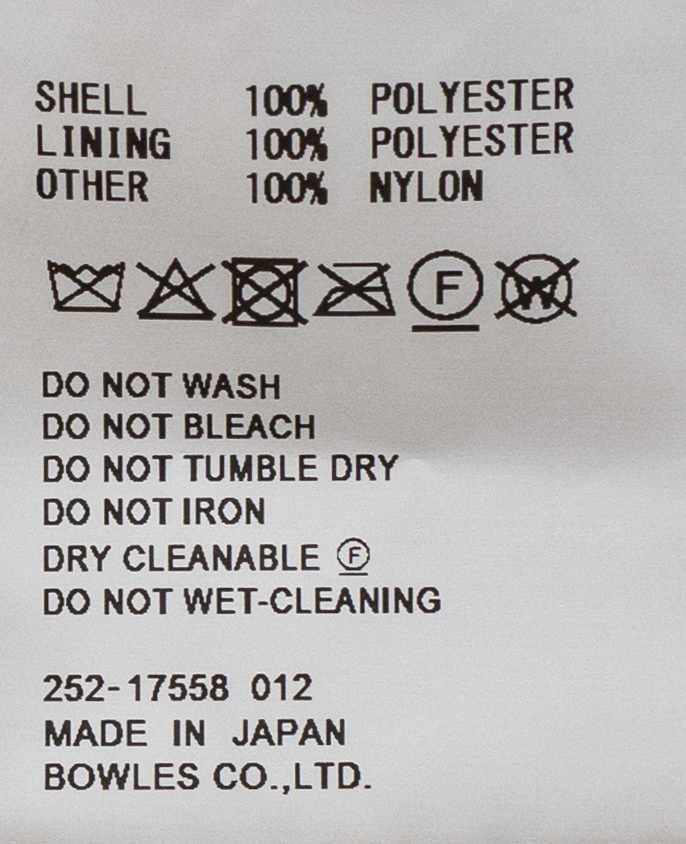 SHELL 100% POLYESTER
LINING 100% POLYESTER
OTHER 100% NYLON
F W
DO NOT WASH
DO NOT BLEACH
DO NOT TUMBLE DRY
DO NOT IRON
DRY CLEANABLE Ⓕ
DO NOT WET-CLEANING
252-17558 012
MADE IN JAPAN
BOWLES CO.,LTD.